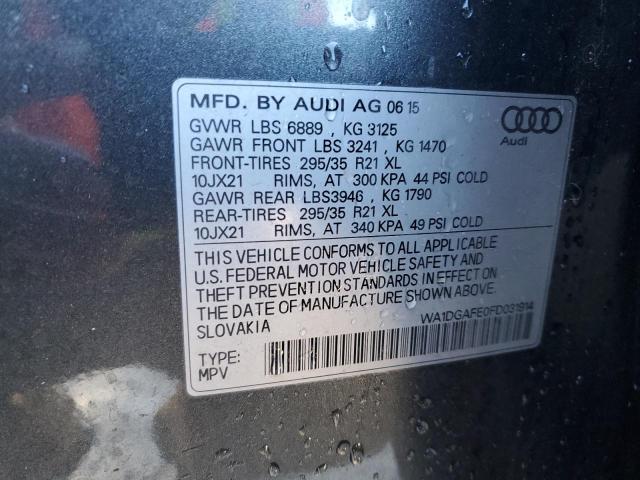 MFD. BY AUDI AG 06 15
GVWR LBS 6889 , KG 3125
GAWR FRONT LBS 3241 , KG 1470
FRONT-TIRES 295/35 R21 XL
10JX21 RIMS, AT 300 KPA 44 PSI COLD
GAWR REAR LBS3946 , KG 1790
REAR-TIRES 295/35 R21 XL
10JX21 RIMS, AT 340 KPA 49 PSI COLD
THIS VEHICLE CONFORMS TO ALL APPLICABLE
U.S. FEDERAL MOTOR VEHICLE SAFETY AND
THEFT PREVENTION STANDARDS IN EFFECT ON
THE DATE OF MANUFACTURE SHOWN ABOVE.
SLOVAKIA
WA1DGAFE0FD031914
TYPE:
MPV
Audi